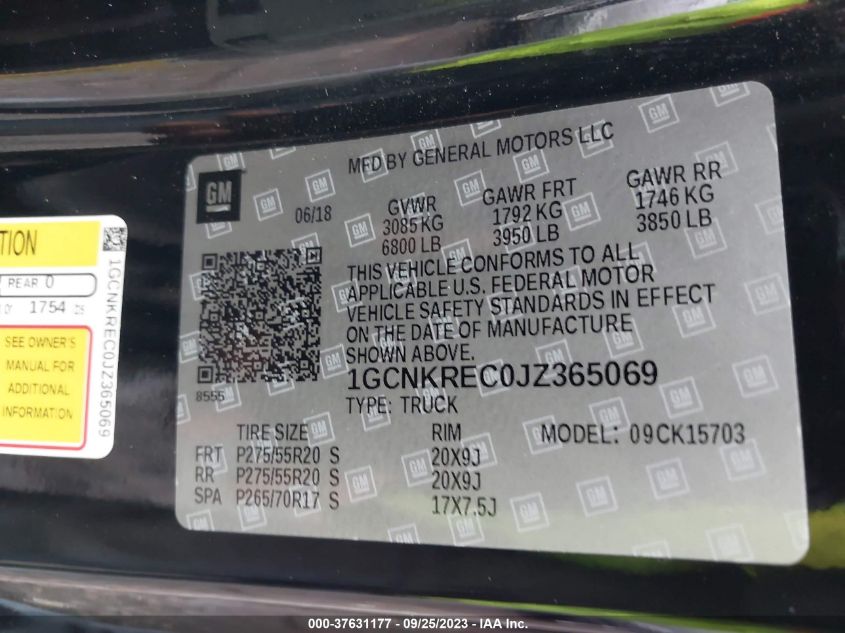 MFD BY GENERAL MOTORS LLC
GM
06/18
GVWR
3085 KG
6800 LB
GAWR FRT
1792 KG
3950 LB
GAWR RR
1746 KG
3850 LB
THIS VEHICLE CONFORMS TO ALL
APPLICABLE U.S. FEDERAL MOTOR
VEHICLE SAFETY STANDARDS IN EFFECT
ON THE DATE OF MANUFACTURE
SHOWN ABOVE.
8555
1GCNKREC0JZ365069
TYPE: TRUCK
TIRE SIZE RIM MODEL: 09CK15703
FRT P275/55R20 S 20X9J
RR P275/55R20 S 20X9J
SPA P265/70R17 S 17X7.5J
REAR 0
1754
SEE OWNER'S
MANUAL FOR
ADDITIONAL
INFORMATION
1GCNKREC0JZ365069
000-37631177 - 09/25/2023 - IAA Inc.